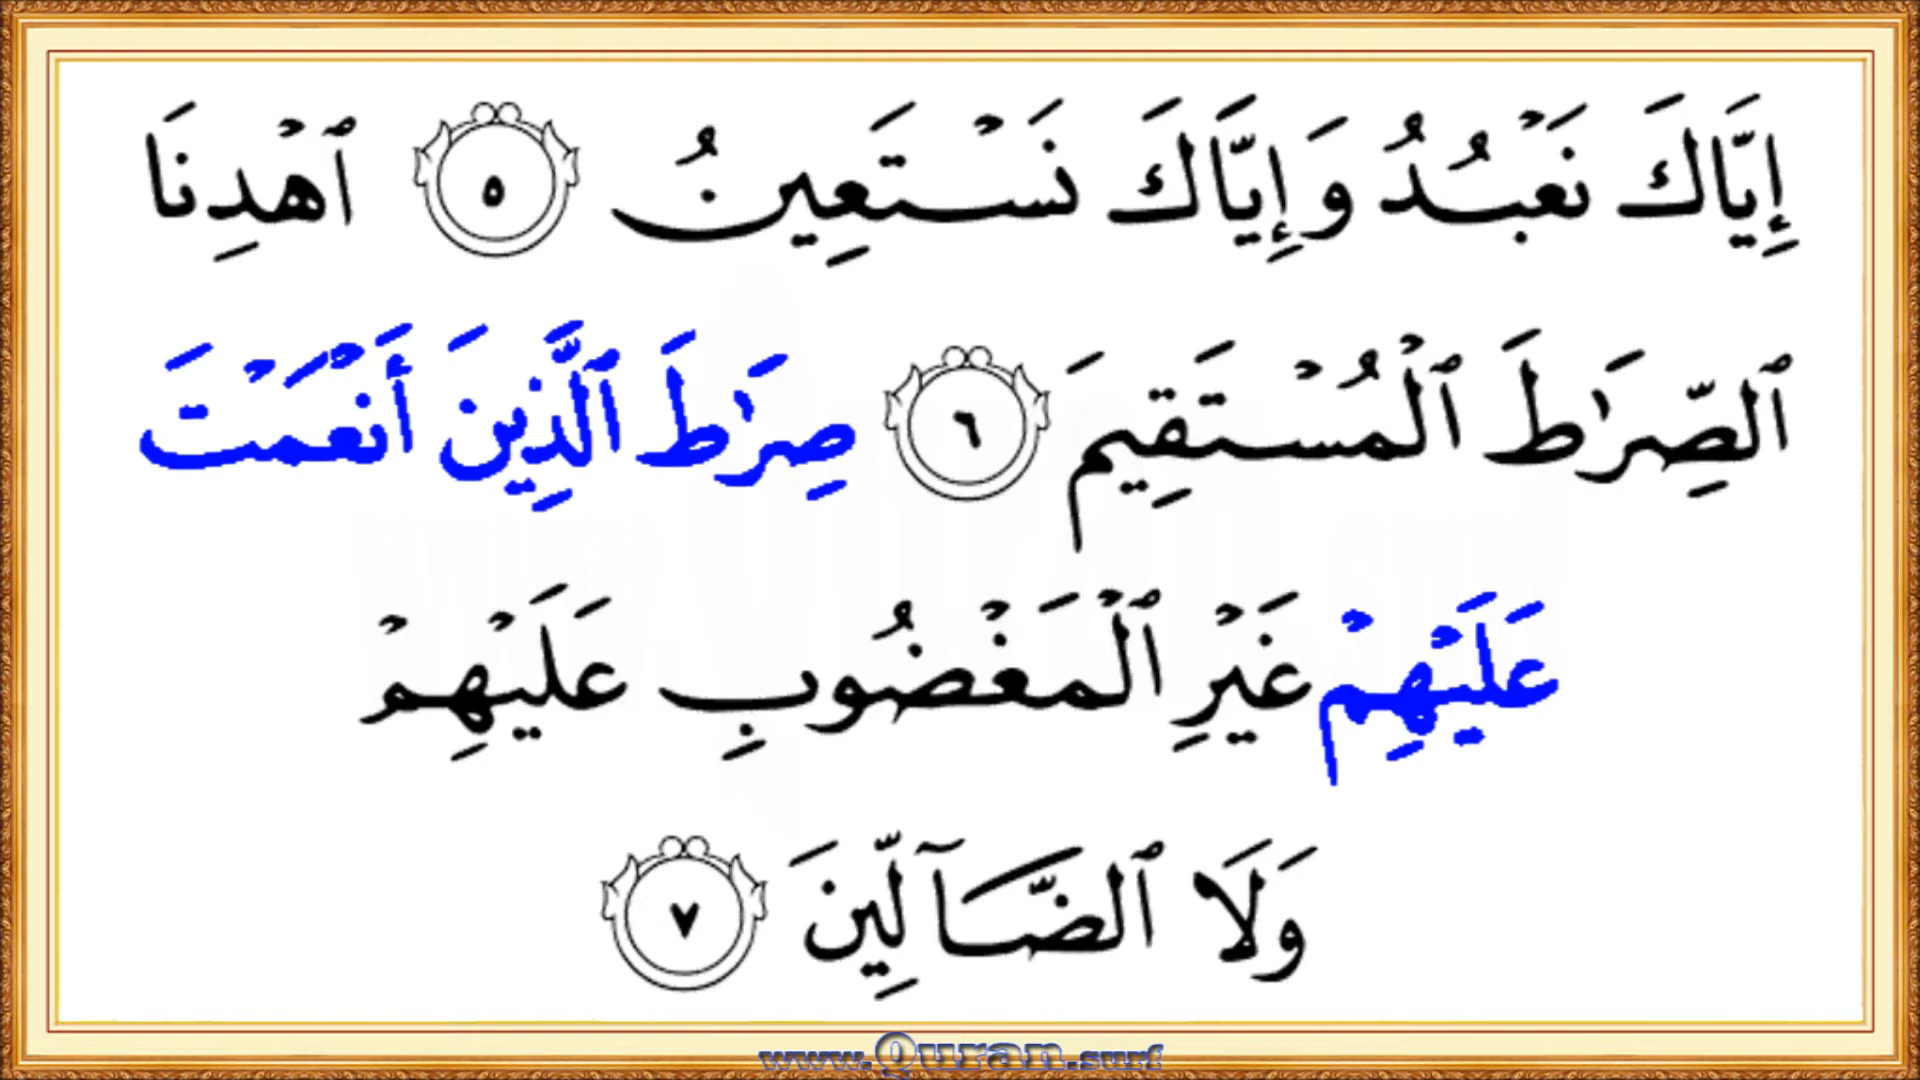 إِيَّاكَ نَعْبُدُ وَإِيَّاكَ نَسْتَعِينُ ٥ ٱهْدِنَا
ٱلصِّرَٰطَ ٱلْمُسْتَقِيمَ ٦ صِرَٰطَ ٱلَّذِينَ أَنْعَمْتَ
عَلَيْهِمْ غَيْرِ ٱلْمَغْضُوبِ عَلَيْهِمْ
وَلَا ٱلضَّآلِّينَ ٧
www.Quran.surf